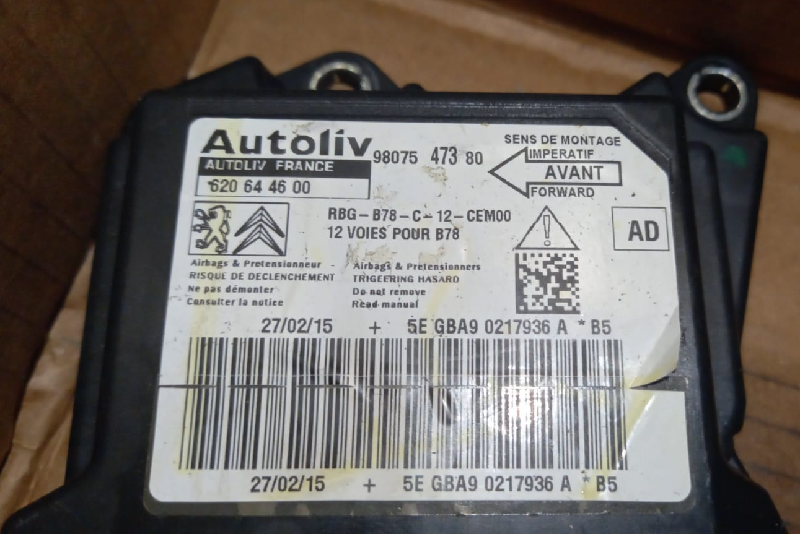 Autoliv
AUTOLIV FRANCE
620 64 46 00
98075 473 80
SENS DE MONTAGE
IMPERATIF
AVANT
FORWARD
RBG-B78-C-12-CEM00
12 VOIES POUR B78
AD
Airbags & Pretensionneur
RISQUE DE DECLENCHEMENT
Ne pas démonter
Consulter la notice
Airbags & Pretensionners
TRIGEERING HASARD
Do not remove
Read manual
27/02/15 + 5E GBA9 0217936 A * B5
27/02/15 + 5E GBA9 0217936 A * B5